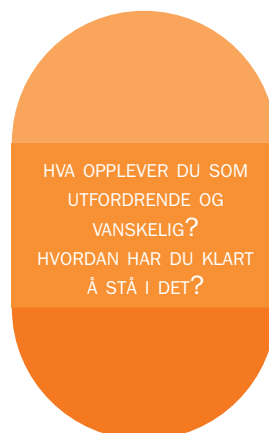 HVA OPPLEVER DU SOM
UTFORDRENDE OG
VANSKELIG?
HVORDAN HAR DU KLART
Å STÅ I DET?